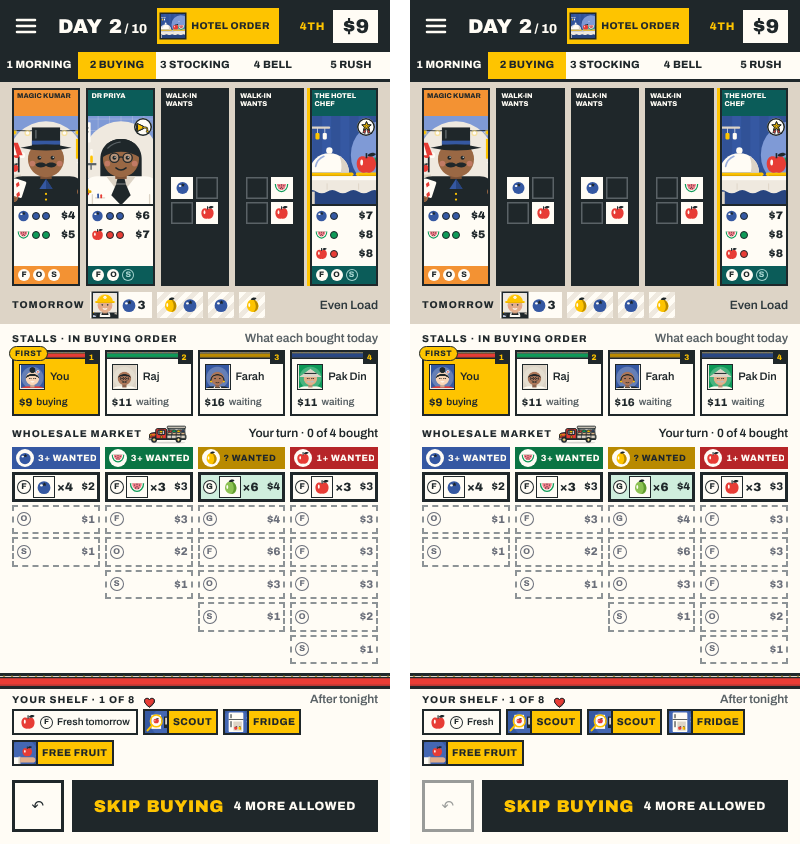 DAY 2 / 10
HOTEL ORDER
4TH
$9
1 MORNING
2 BUYING
3 STOCKING
4 BELL
5 RUSH
MAGIC KUMAR
DR PRIYA
WALK-IN WANTS
WALK-IN WANTS
THE HOTEL CHEF
$4
$5
$6
$7
$7
$8
$8
F O S
F O S
F O S
TOMORROW
3
Even Load
STALLS · IN BUYING ORDER
What each bought today
FIRST
1
2
3
4
You
Raj
Farah
Pak Din
$9 buying
$11 waiting
$16 waiting
$11 waiting
WHOLESALE MARKET
Your turn · 0 of 4 bought
3+ WANTED
3+ WANTED
? WANTED
1+ WANTED
F ×4 $2
F ×3 $3
G ×6 $4
F ×3 $3
O $1
F $3
G $4
F $3
S $1
O $2
F $6
F $3
S $1
O $3
F $3
S $1
O $2
S $1
YOUR SHELF · 1 OF 8
After tonight
F Fresh tomorrow
SCOUT
FRIDGE
FREE FRUIT
↶
SKIP BUYING 4 MORE ALLOWED
DAY 2 / 10
HOTEL ORDER
4TH
$9
1 MORNING
2 BUYING
3 STOCKING
4 BELL
5 RUSH
MAGIC KUMAR
WALK-IN WANTS
WALK-IN WANTS
WALK-IN WANTS
THE HOTEL CHEF
$4
$5
$7
$8
$8
F O S
F O S
TOMORROW
3
Even Load
STALLS · IN BUYING ORDER
What each bought today
FIRST
1
2
3
4
You
Raj
Farah
Pak Din
$9 buying
$11 waiting
$16 waiting
$11 waiting
WHOLESALE MARKET
Your turn · 0 of 4 bought
3+ WANTED
3+ WANTED
? WANTED
1+ WANTED
F ×4 $2
F ×3 $3
G ×6 $4
F ×3 $3
O $1
F $3
G $4
F $3
S $1
O $2
F $6
F $3
S $1
O $3
F $3
S $1
O $2
S $1
YOUR SHELF · 1 OF 8
After tonight
F Fresh
SCOUT
SCOUT
FRIDGE
FREE FRUIT
↶
SKIP BUYING 4 MORE ALLOWED